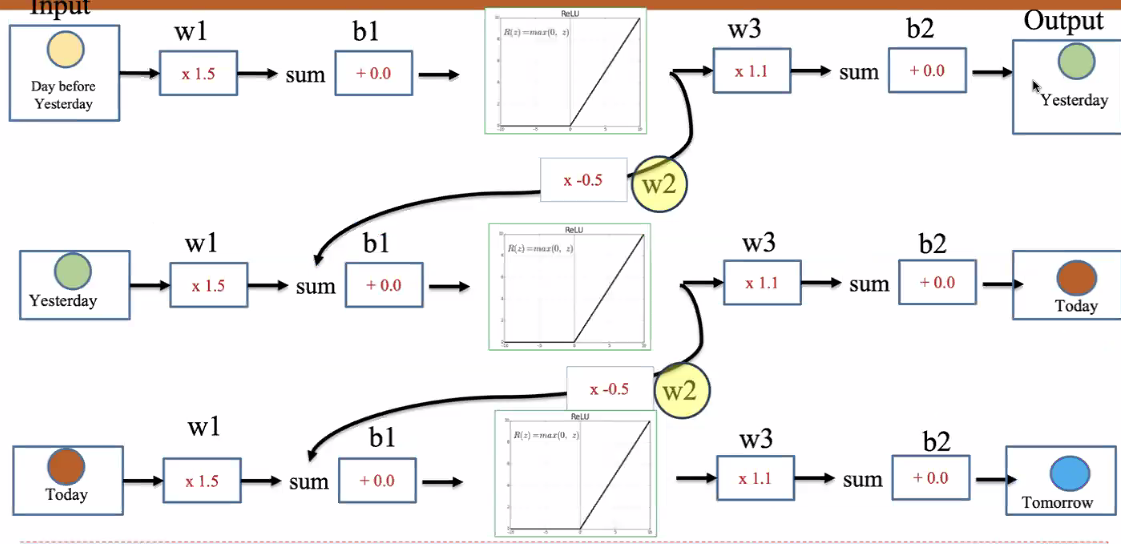 Input
Output
w1
b1
ReLU
w3
b2
R(z) = max(0, z)
Day before
Yesterday
x 1.5
sum
+ 0.0
x 1.1
sum
+ 0.0
Yesterday
x -0.5
w2
w1
b1
ReLU
w3
b2
R(z) = max(0, z)
Yesterday
x 1.5
sum
+ 0.0
x 1.1
sum
+ 0.0
Today
x -0.5
w2
w1
b1
ReLU
w3
b2
R(z) = max(0, z)
Today
x 1.5
sum
+ 0.0
x 1.1
sum
+ 0.0
Tomorrow